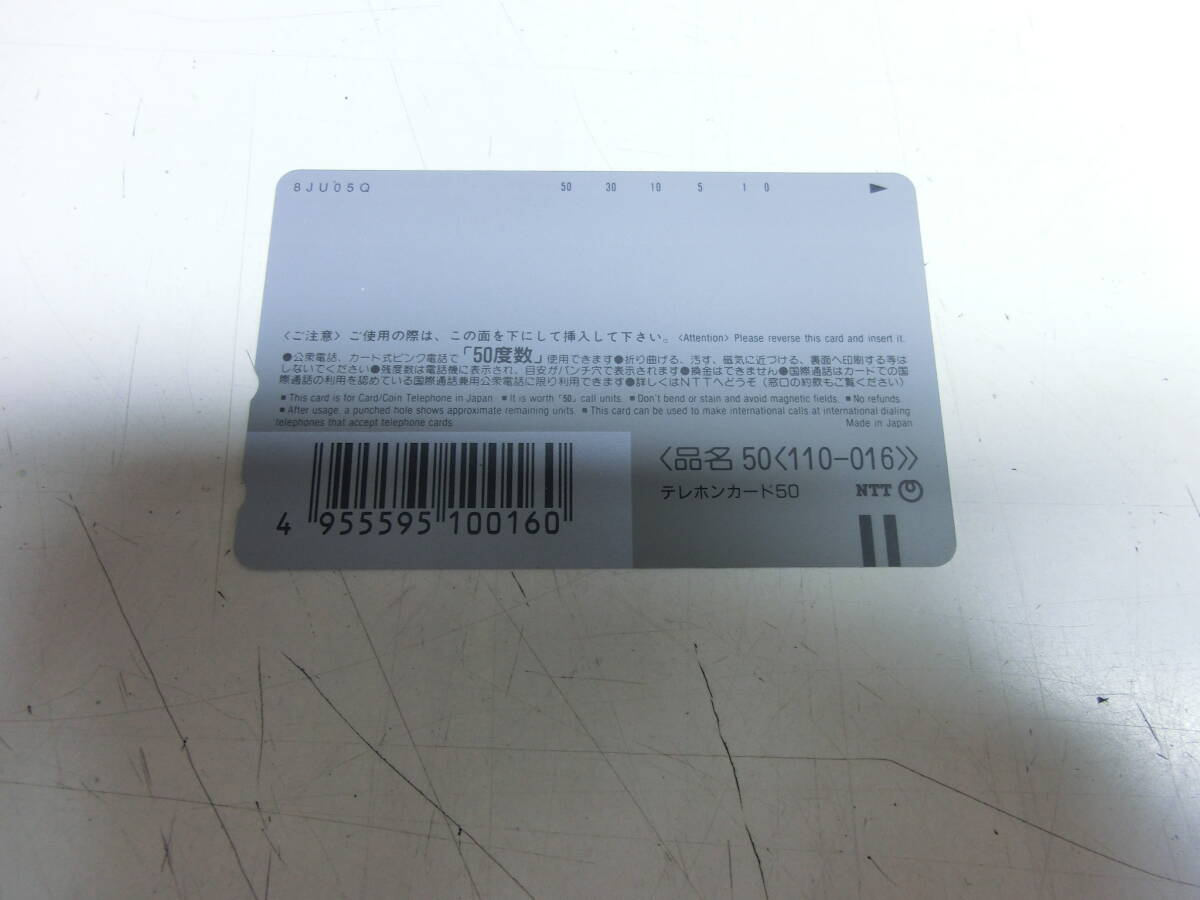 8JU05Q 50 30 10 5 1 0
〈ご注意〉ご使用の際は、この面を下にして挿入して下さい。〈Attention〉Please reverse this card and insert it.
●公衆電話、カード式ピンク電話で「50度数」使用できます●折り曲げる、汚す、磁気に近づける、裏面へ印刷する等は
しないでください●残度数は電話機に表示され、目安がパンチ穴で表示されます●換金はできません●国際通話はカードでの国
際通話の利用を認めている国際通話兼用公衆電話に限り利用できます●詳しくはNTTへどうぞ(窓口の約款もご覧ください)
■ This card is for Card/Coin Telephone in Japan. ■ It is worth「50」call units. ■ Don't bend or stain and avoid magnetic fields. ■ No refunds.
■ After usage, a punched hole shows approximate remaining units. ■ This card can be used to make international calls at international dialing
telephones that accept telephone cards. Made in Japan
〈品名 50〈110-016〉〉
テレホンカード50 NTT
4 955595 100160